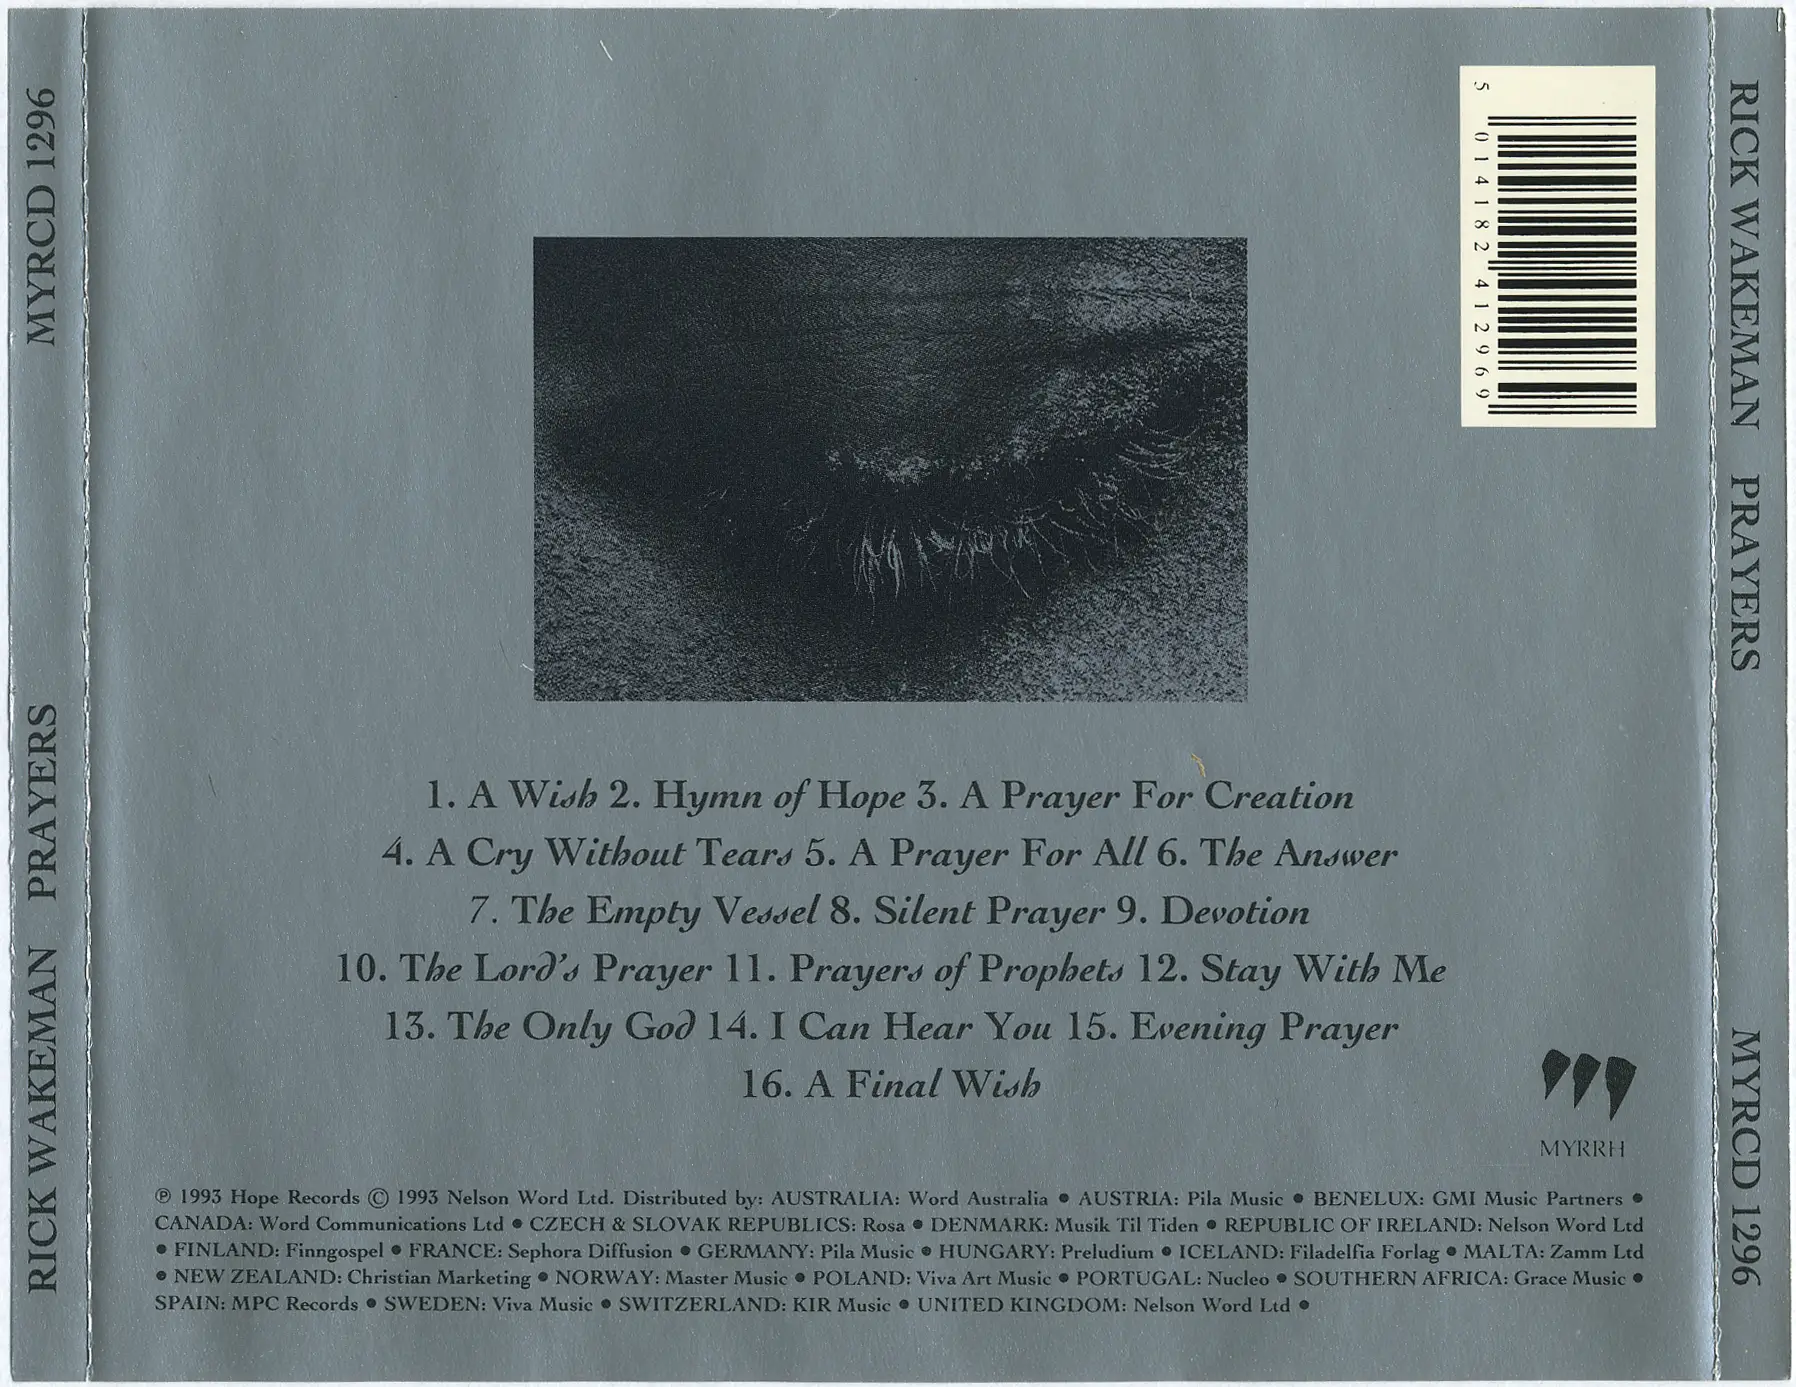 MYRCD 1296
RICK WAKEMAN PRAYERS
5 014182 412969
RICK WAKEMAN PRAYERS
MYRCD 1296
1. A Wish 2. Hymn of Hope 3. A Prayer For Creation
4. A Cry Without Tears 5. A Prayer For All 6. The Answer
7. The Empty Vessel 8. Silent Prayer 9. Devotion
10. The Lord's Prayer 11. Prayers of Prophets 12. Stay With Me
13. The Only God 14. I Can Hear You 15. Evening Prayer
16. A Final Wish
MYRRH
℗ 1993 Hope Records © 1993 Nelson Word Ltd. Distributed by: AUSTRALIA: Word Australia • AUSTRIA: Pila Music • BENELUX: GMI Music Partners •
CANADA: Word Communications Ltd • CZECH & SLOVAK REPUBLICS: Rosa • DENMARK: Musik Til Tiden • REPUBLIC OF IRELAND: Nelson Word Ltd
• FINLAND: Finngospel • FRANCE: Sephora Diffusion • GERMANY: Pila Music • HUNGARY: Preludium • ICELAND: Filadelfia Forlag • MALTA: Zamm Ltd
• NEW ZEALAND: Christian Marketing • NORWAY: Master Music • POLAND: Viva Art Music • PORTUGAL: Nucleo • SOUTHERN AFRICA: Grace Music •
SPAIN: MPC Records • SWEDEN: Viva Music • SWITZERLAND: KIR Music • UNITED KINGDOM: Nelson Word Ltd •